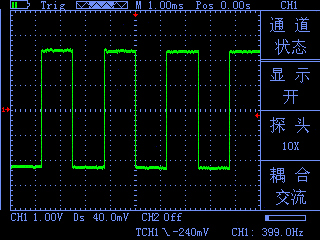 Trig M 1.00ms Pos 0.00s CH1
通 道
状态
显 示
开
探 头
10X
耦 合
交流
1
CH1 1.00V Ds 40.0mV CH2 Off
TCH1 -240mV CH1: 399.0Hz